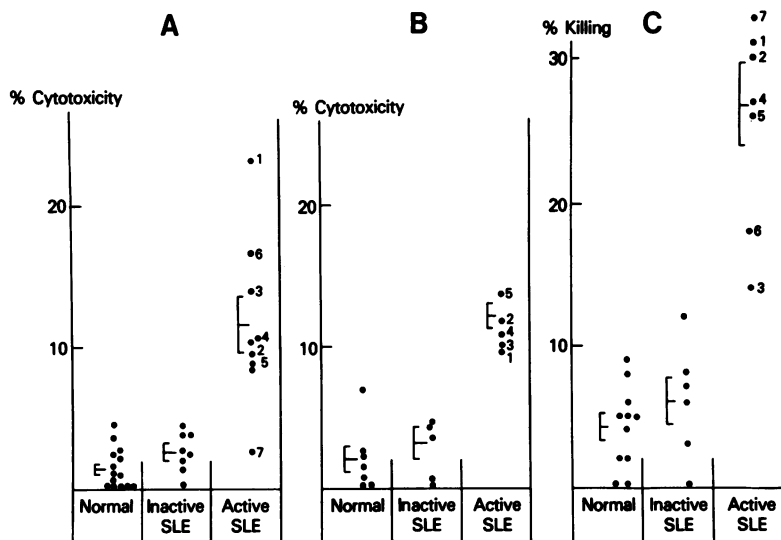 A
% Cytotoxicity
20
10
1
6
3
4
2
5
7
Normal
Inactive
SLE
Active
SLE
B
% Cytotoxicity
20
10
5
2
4
3
1
Normal
Inactive
SLE
Active
SLE
C
% Killing
30
20
10
7
1
2
4
5
6
3
Normal
Inactive
SLE
Active
SLE